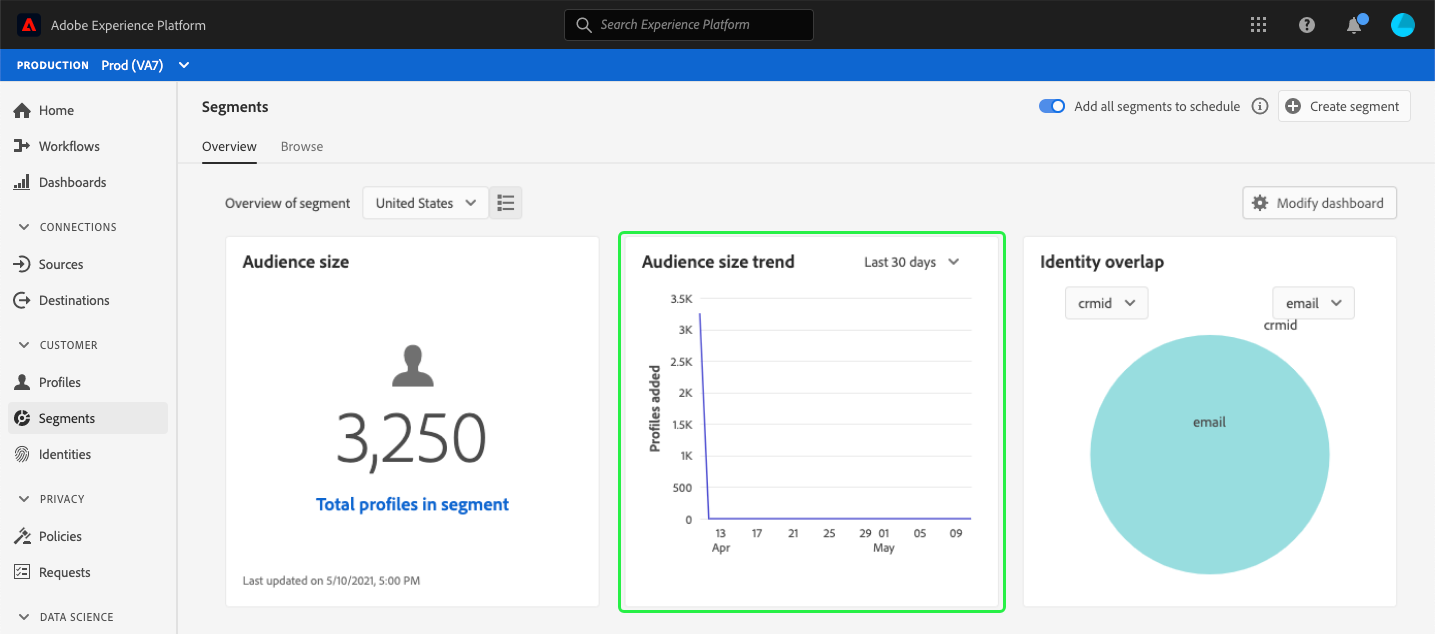 Adobe Experience Platform
Search Experience Platform
PRODUCTION Prod (VA7)
Home
Workflows
Dashboards
CONNECTIONS
Sources
Destinations
CUSTOMER
Profiles
Segments
Identities
PRIVACY
Policies
Requests
DATA SCIENCE
Segments
Add all segments to schedule
Create segment
Overview Browse
Overview of segment United States
Modify dashboard
Audience size
3,250
Total profiles in segment
Last updated on 5/10/2021, 5:00 PM
Audience size trend Last 30 days
Profiles added
3.5K
3K
2.5K
2K
1.5K
1K
500
0
13 17 21 25 29 01 05 09
Apr May
Identity overlap
crmid email
crmid
email